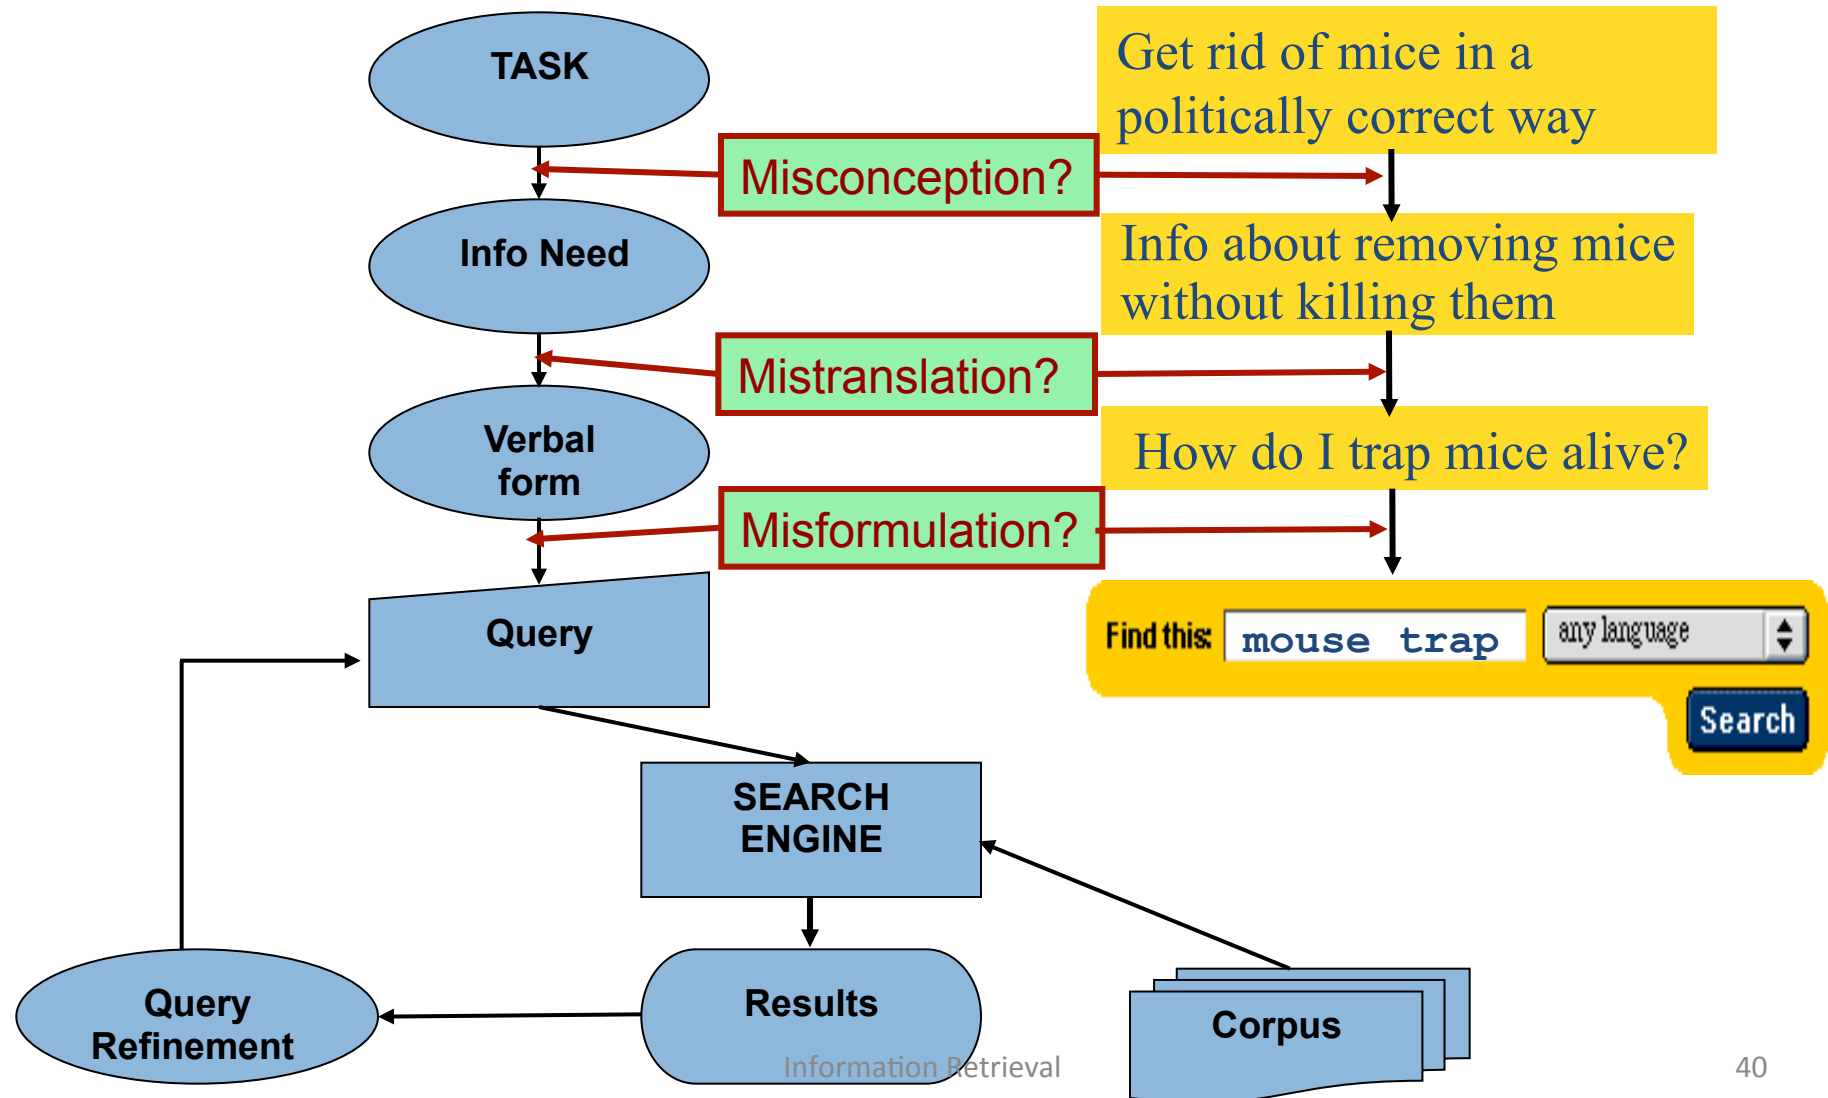 TASK
Get rid of mice in a
politically correct way
Misconception?
Info Need
Info about removing mice
without killing them
Mistranslation?
Verbal
form
How do I trap mice alive?
Misformulation?
Query
Find this: mouse trap any language
Search
SEARCH
ENGINE
Query
Refinement
Results
Corpus
Information Retrieval
40